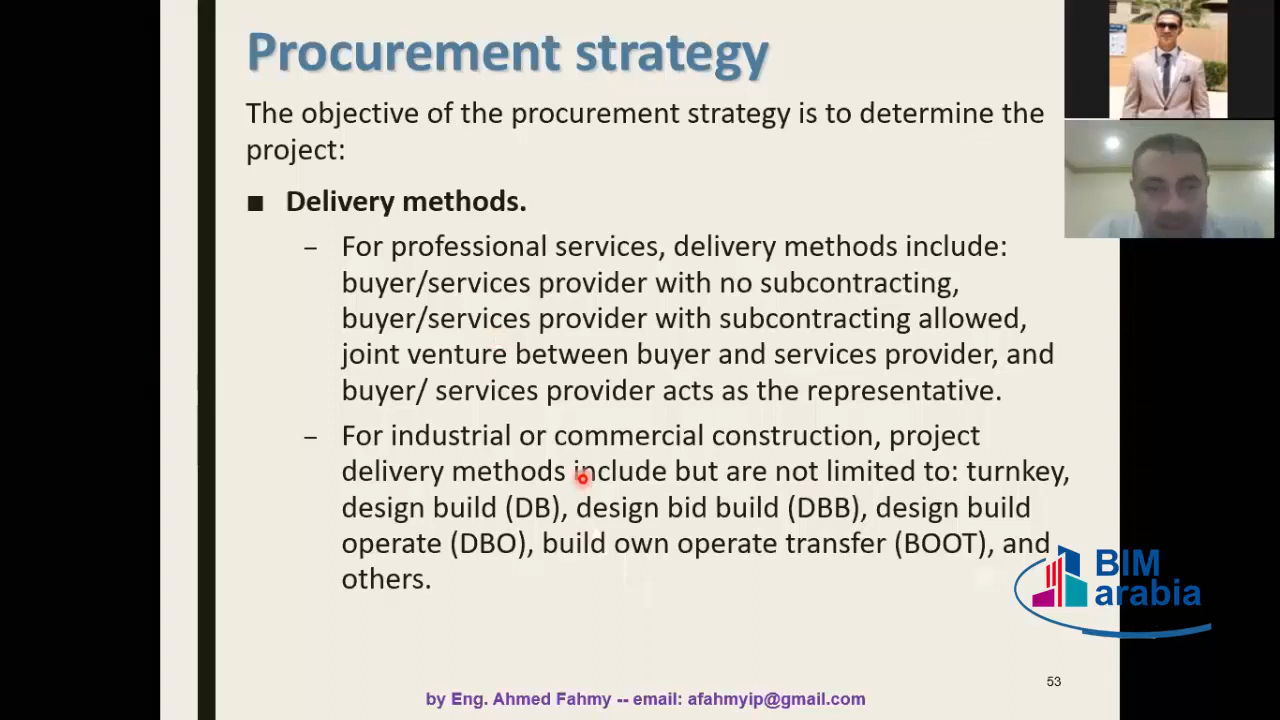 Procurement strategy
The objective of the procurement strategy is to determine the
project:
■ Delivery methods.
– For professional services, delivery methods include:
buyer/services provider with no subcontracting,
buyer/services provider with subcontracting allowed,
joint venture between buyer and services provider, and
buyer/ services provider acts as the representative.
– For industrial or commercial construction, project
delivery methods include but are not limited to: turnkey,
design build (DB), design bid build (DBB), design build
operate (DBO), build own operate transfer (BOOT), and
others.
BIM
arabia
53
by Eng. Ahmed Fahmy -- email: afahmyip@gmail.com